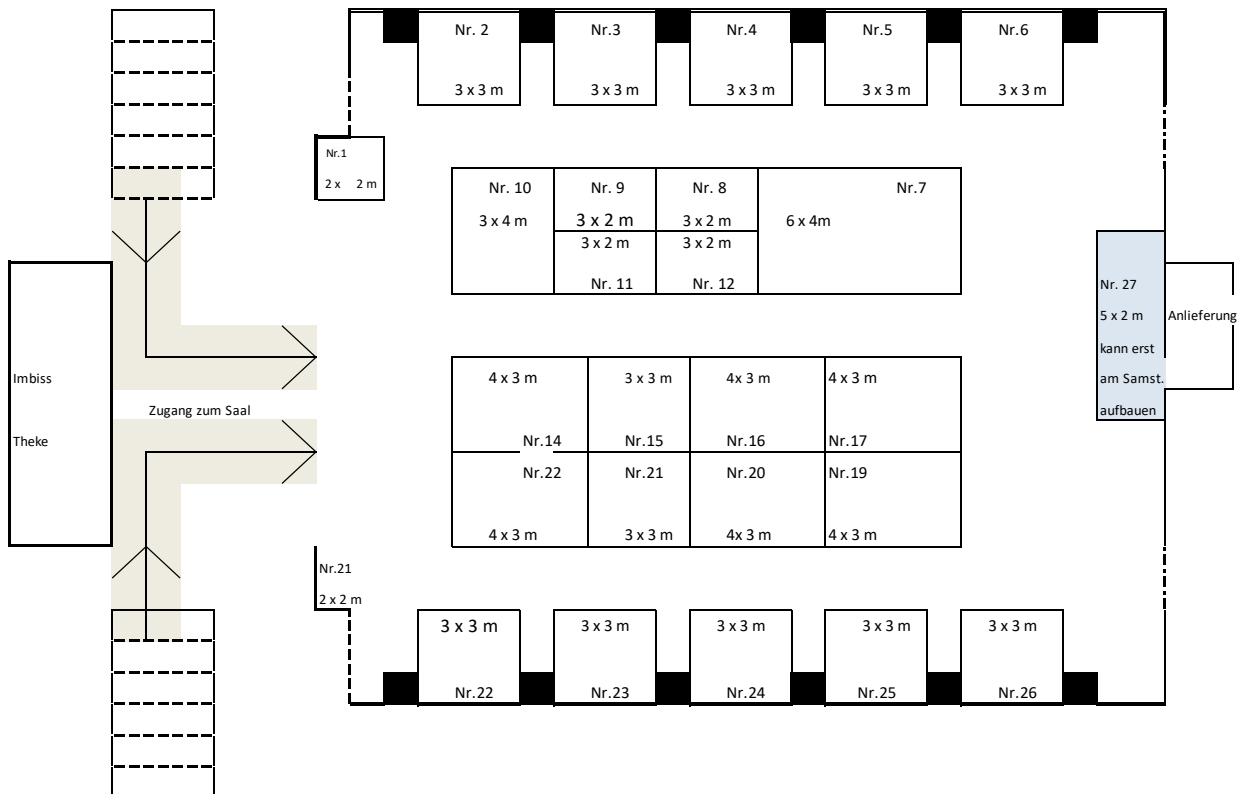 Nr. 2
3 x 3 m
Nr.3
3 x 3 m
Nr.4
3 x 3 m
Nr.5
3 x 3 m
Nr.6
3 x 3 m
Nr.1
2 x 2 m
Nr. 10
3 x 4 m
Nr. 9
3 x 2 m
Nr. 8
3 x 2 m
Nr.7
6 x 4m
3 x 2 m
Nr. 11
3 x 2 m
Nr. 12
Nr. 27
5 x 2 m
kann erst
am Samst.
aufbauen
Anlieferung
Imbiss
Theke
Zugang zum Saal
4 x 3 m
Nr.14
3 x 3 m
Nr.15
4x 3 m
Nr.16
4 x 3 m
Nr.17
Nr.22
4 x 3 m
Nr.21
3 x 3 m
Nr.20
4x 3 m
Nr.19
4 x 3 m
Nr.21
2 x 2 m
3 x 3 m
Nr.22
3 x 3 m
Nr.23
3 x 3 m
Nr.24
3 x 3 m
Nr.25
3 x 3 m
Nr.26